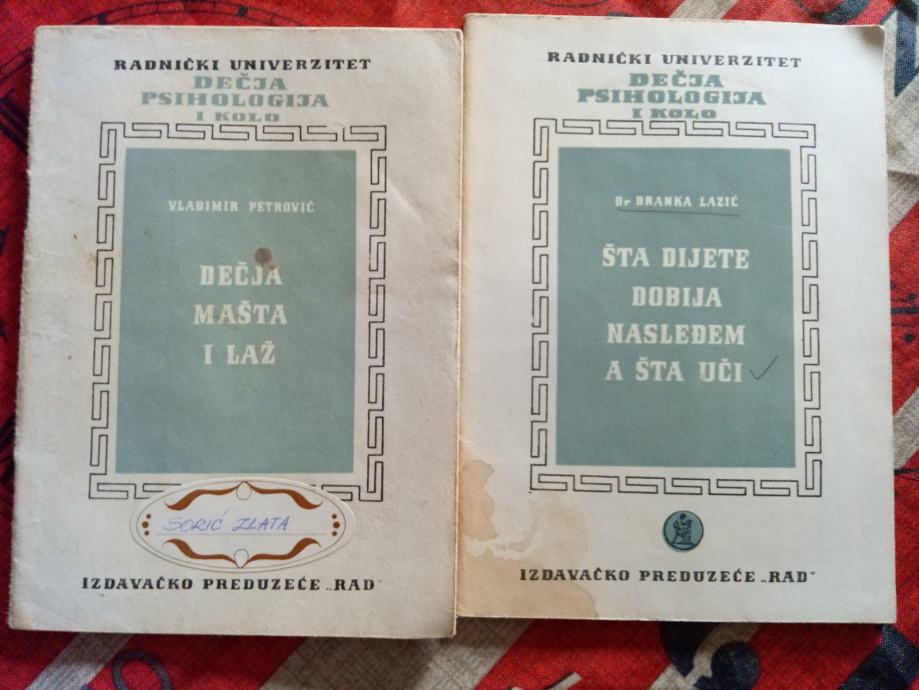 RADNIČKI UNIVERZITET
DEČJA
PSIHOLOGIJA
I KOLO
VLADIMIR PETROVIĆ
DEČJA
MAŠTA
I LAŽ
SORIĆ ZLATA
IZDAVAČKO PREDUZEĆE „RAD"
RADNIČKI UNIVERZITET
DEČJA
PSIHOLOGIJA
I KOLO
Dr BRANKA LAZIĆ
ŠTA DIJETE
DOBIJA
NASLEĐEM
A ŠTA UČI
IZDAVAČKO PREDUZEĆE „RAD"